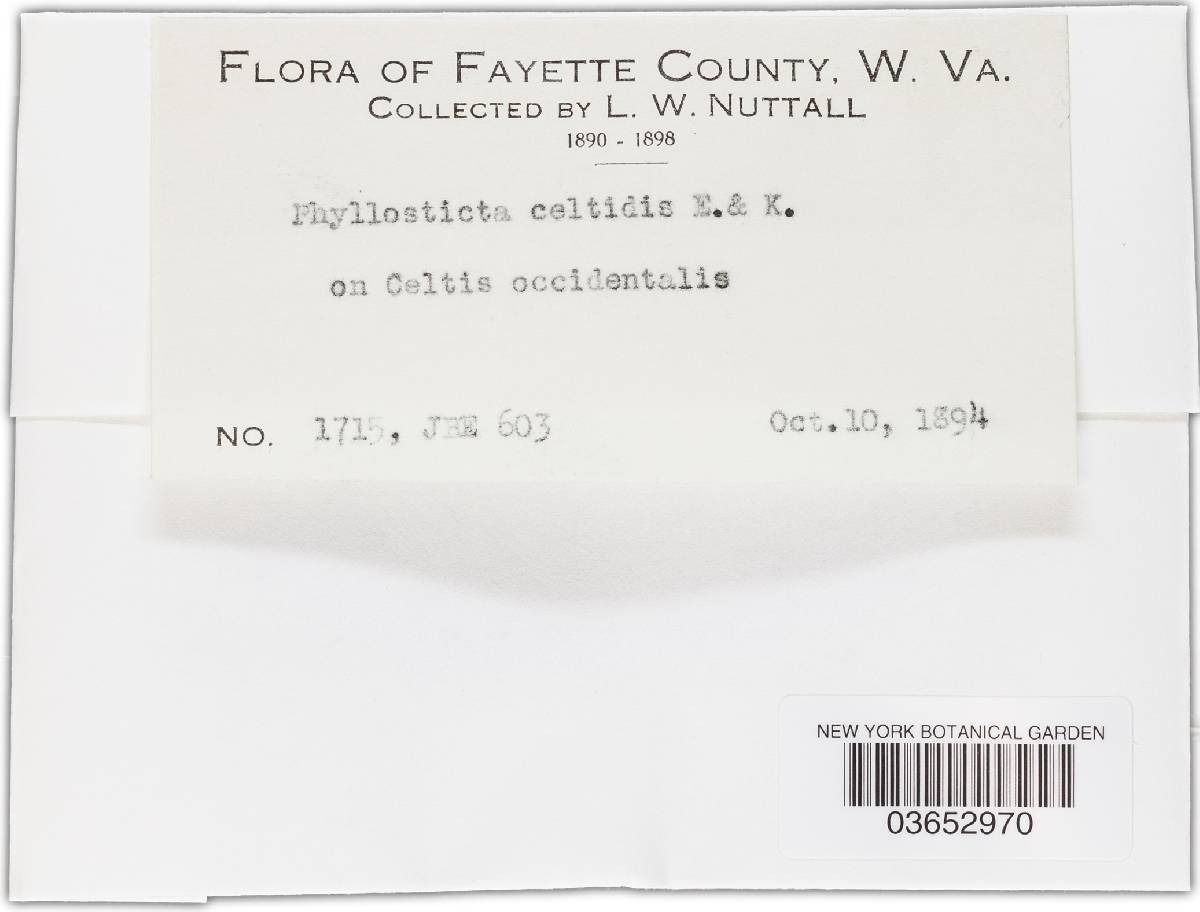 FLORA OF FAYETTE COUNTY, W. VA.
COLLECTED BY L. W. NUTTALL
1890 - 1898
Phyllosticta celtidis E.& K.
on Celtis occidentalis
NO. 1715, JBE 603 Oct.10, 1894
NEW YORK BOTANICAL GARDEN
03652970